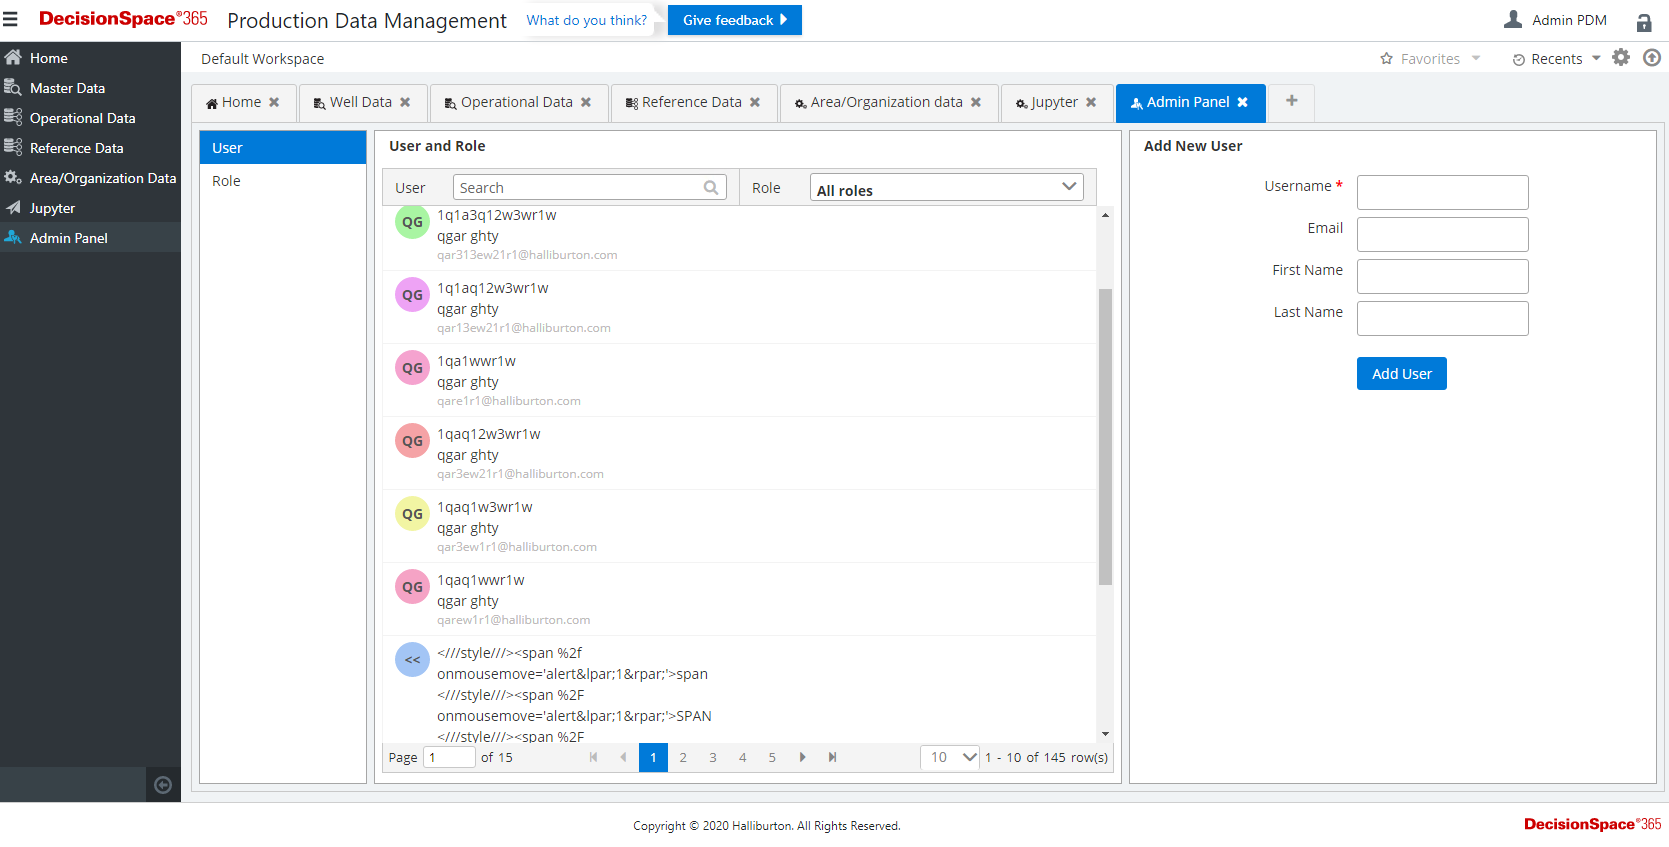 DecisionSpace®365
Production Data Management
What do you think?
Give feedback
Admin PDM
Home
Master Data
Operational Data
Reference Data
Area/Organization Data
Jupyter
Admin Panel
Default Workspace
Favorites
Recents
Home
Well Data
Operational Data
Reference Data
Area/Organization data
Jupyter
Admin Panel
+
User
Role
User and Role
User
Search
Role
All roles
QG
1q1a3q12w3wr1w
qgar ghty
qar313ew21r1@halliburton.com
QG
1q1aq12w3wr1w
qgar ghty
qar13ew21r1@halliburton.com
QG
1qa1wwr1w
qgar ghty
qare1r1@halliburton.com
QG
1qaq12w3wr1w
qgar ghty
qar3ew21r1@halliburton.com
QG
1qaq1w3wr1w
qgar ghty
qar3ew1r1@halliburton.com
QG
1qaq1wwr1w
qgar ghty
qarew1r1@halliburton.com
<<
<///style///><span %2f
onmousemove='alert&lpar;1&rpar;'>span
<///style///><span %2F
onmousemove='alert&lpar;1&rpar;'>SPAN
<///style///><span %2F
Page 1 of 15
1 2 3 4 5
10
1 - 10 of 145 row(s)
Add New User
Username *
Email
First Name
Last Name
Add User
Copyright © 2020 Halliburton. All Rights Reserved.
DecisionSpace®365